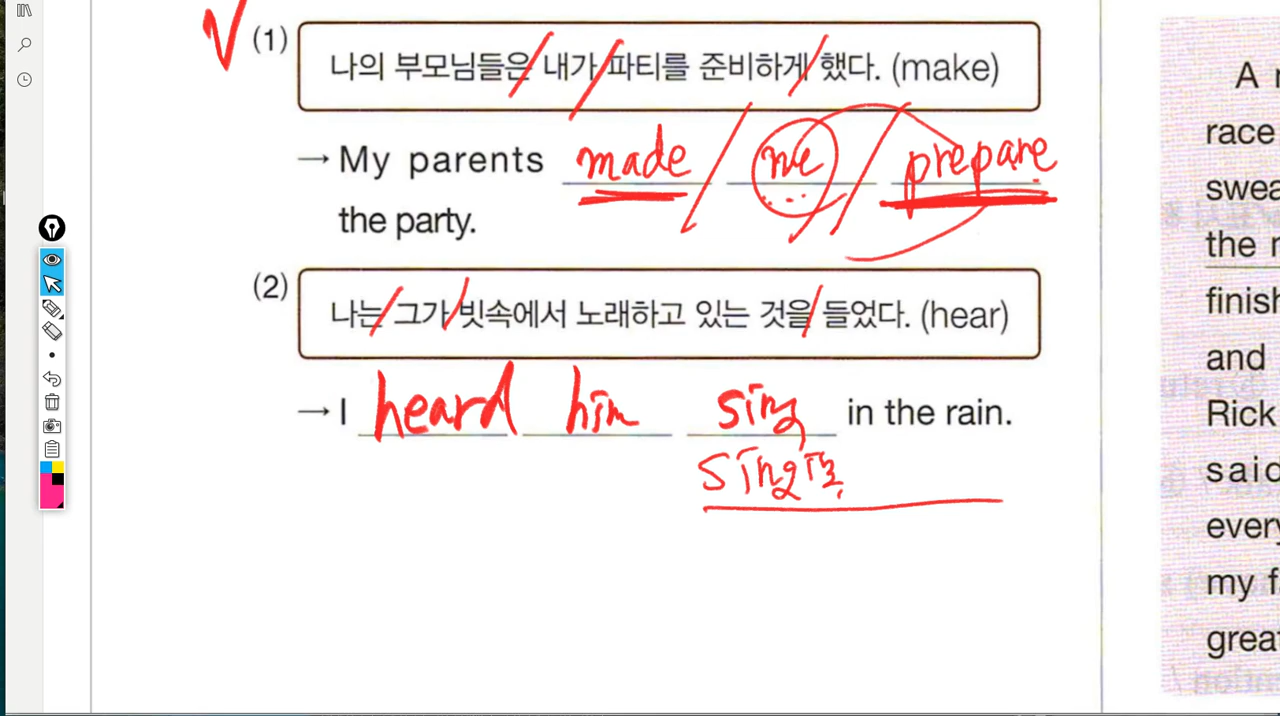 (1) 나의 부모님들은 내가 파티를 준비하게 했다. (make)
→ My parents made me prepare
the party.
(2) 나는 그가 빗속에서 노래하고 있는 것을 들었다. (hear)
→ I heard him sing in the rain.
A
race
swea
the
finish
and
Rick
said
every
my f
great